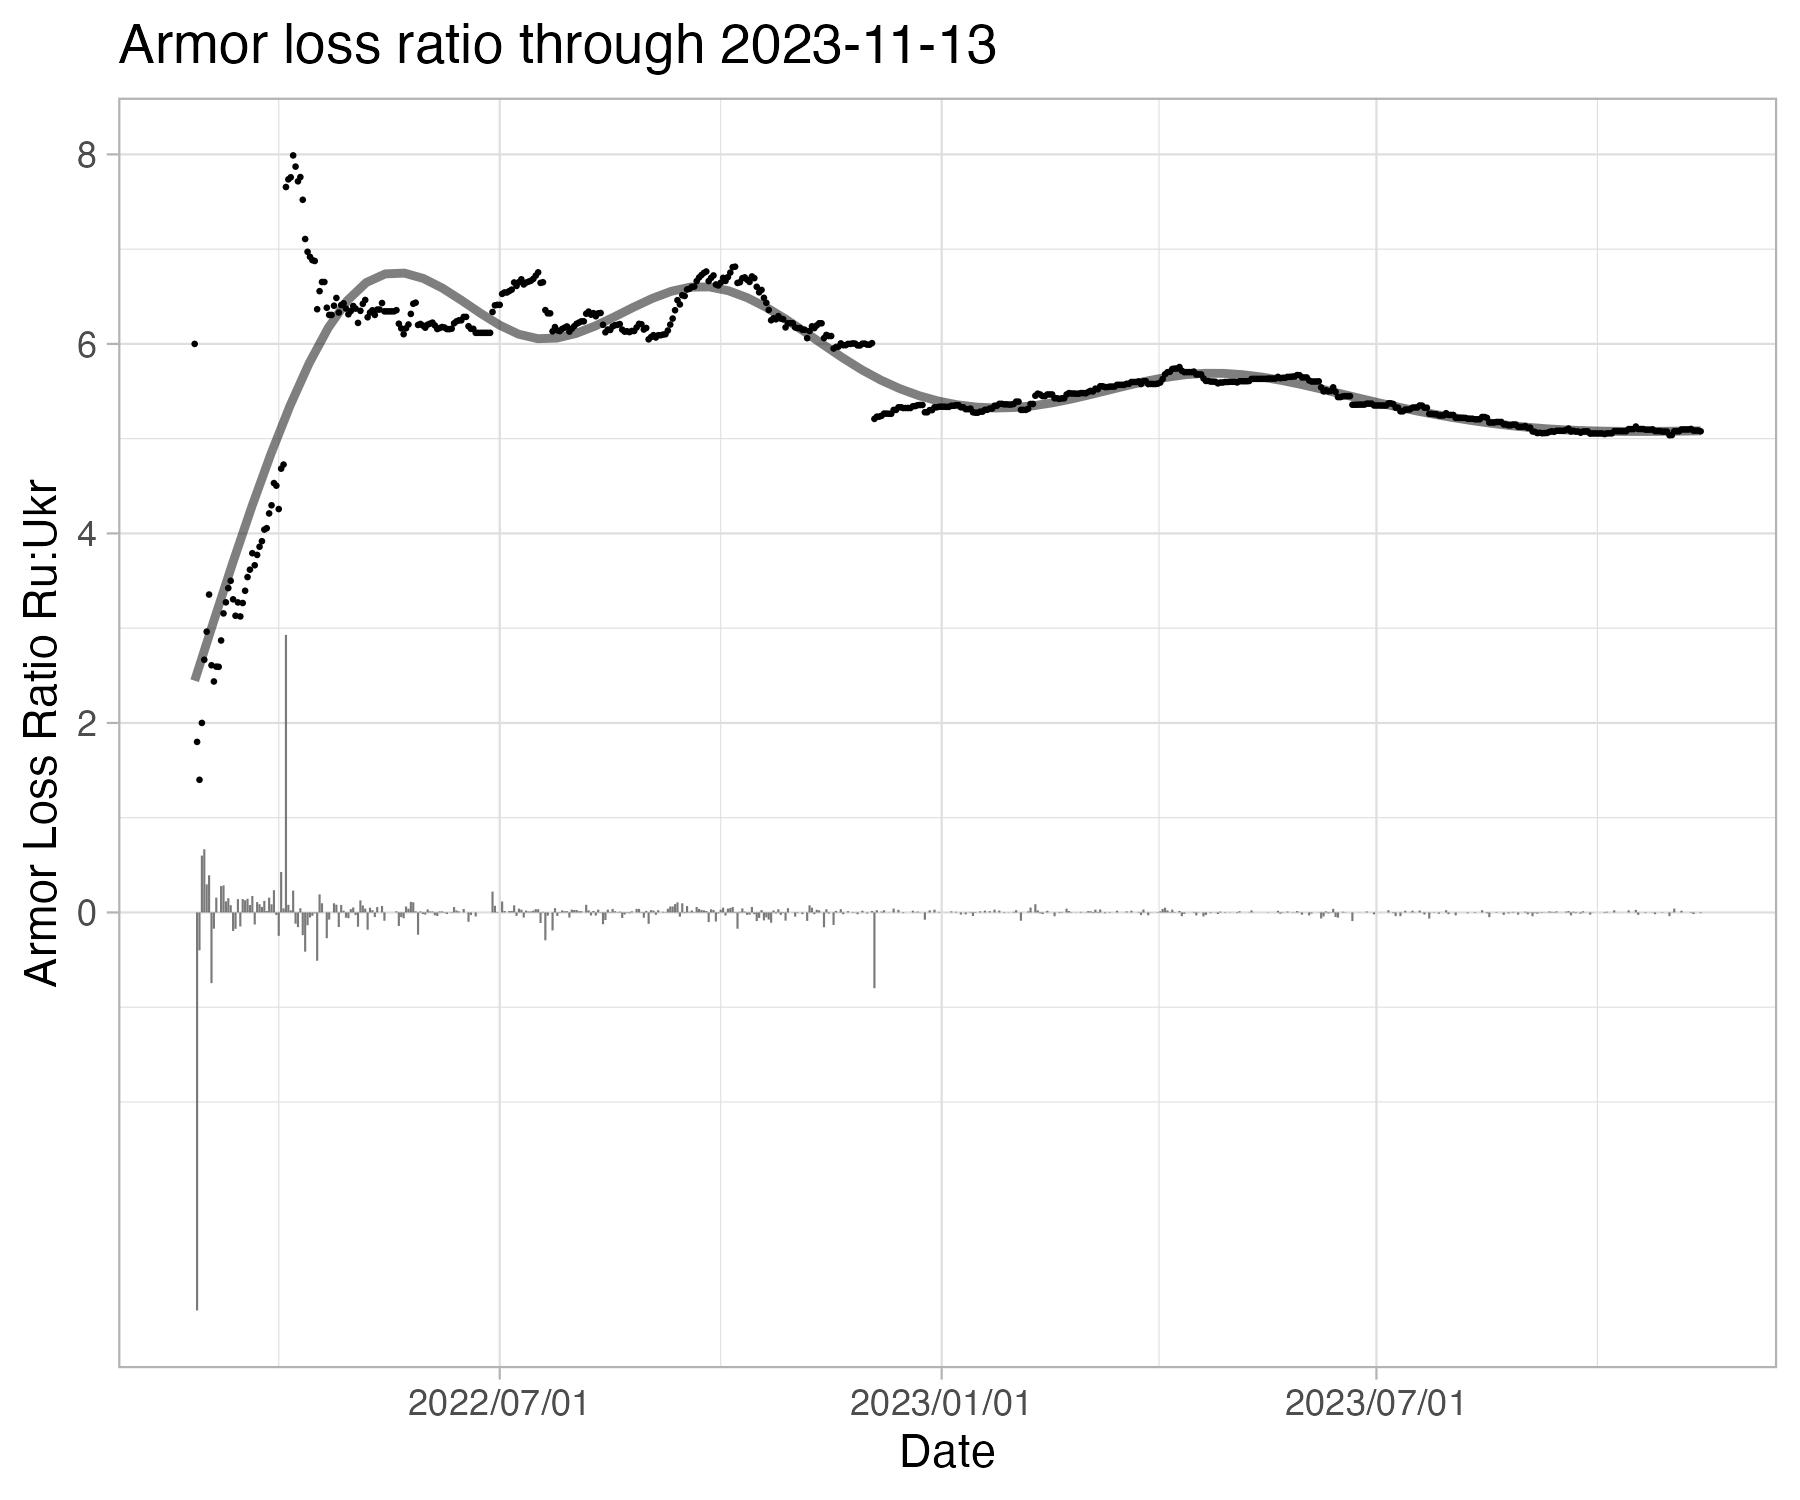 Armor loss ratio through 2023-11-13
Armor Loss Ratio Ru:Ukr
8
6
4
2
0
2022/07/01
2023/01/01
2023/07/01
Date